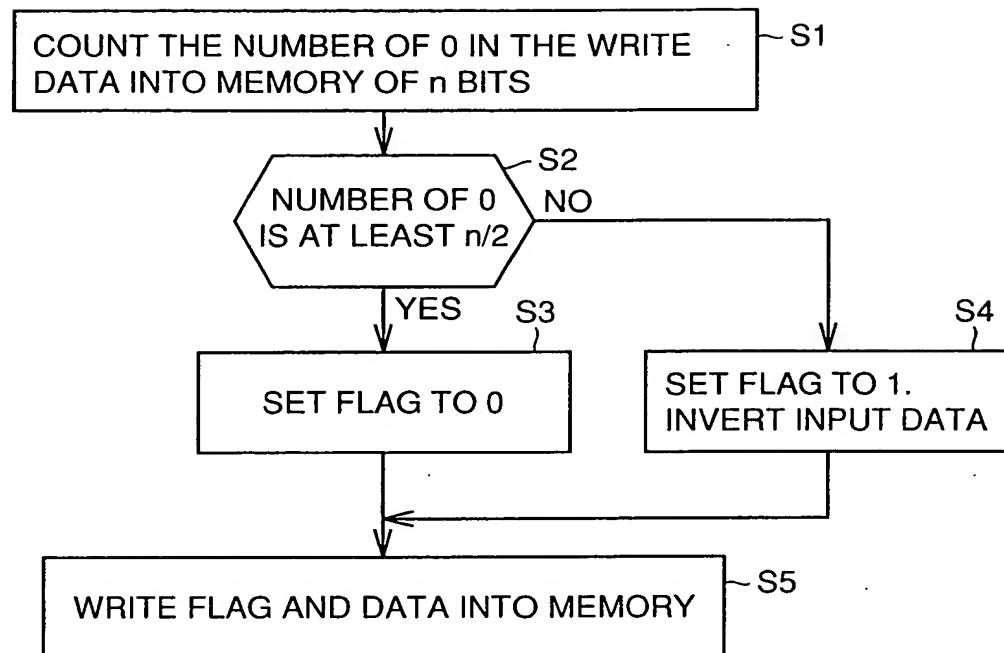 COUNT THE NUMBER OF 0 IN THE WRITE
DATA INTO MEMORY OF n BITS
S1
S2
NUMBER OF 0
IS AT LEAST n/2
NO
YES
S3
SET FLAG TO 0
S4
SET FLAG TO 1.
INVERT INPUT DATA
WRITE FLAG AND DATA INTO MEMORY
S5